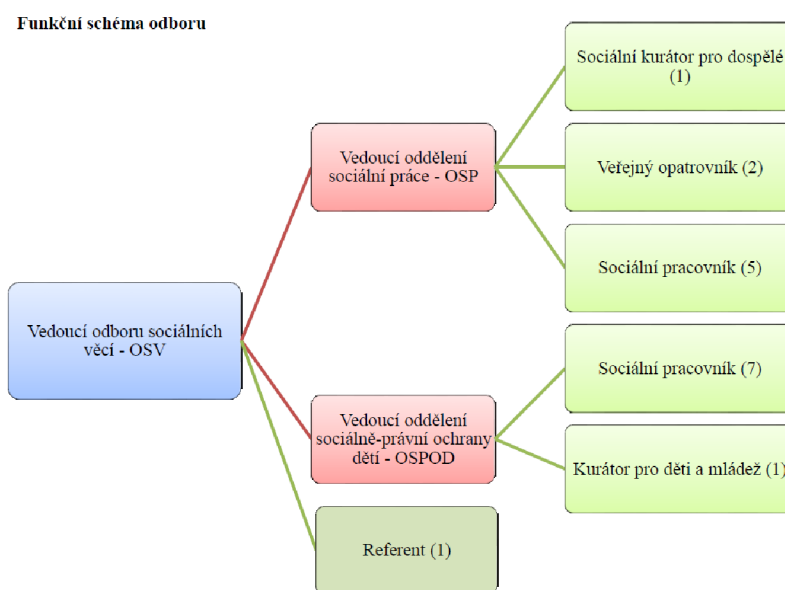 Funkční schéma odboru
Vedoucí odboru sociálních
věcí - OSV
Vedoucí oddělení
sociální práce - OSP
Sociální kurátor pro dospělé
(1)
Veřejný opatrovník (2)
Sociální pracovník (5)
Vedoucí oddělení
sociálně-právní ochrany
dětí - OSPOD
Sociální pracovník (7)
Kurátor pro děti a mládež (1)
Referent (1)